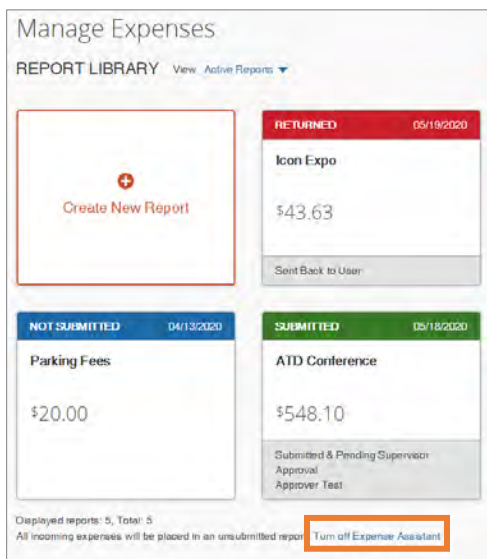 Manage Expenses
REPORT LIBRARY View Active Reports
Create New Report
RETURNED 05/19/2020
Icon Expo
$43.63
Sent Back to User
NOT SUBMITTED 04/13/2020
Parking Fees
$20.00
SUBMITTED 05/18/2020
ATD Conference
$548.10
Submitted & Pending Supervisor
Approval
Approver Test
Displayed reports: 5, Total: 5
All incoming expenses will be placed in an unsubmitted report Turn off Expense Assistant